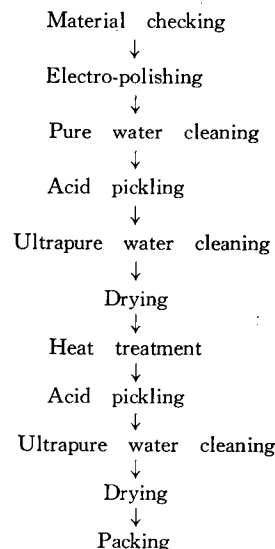 Material checking
↓
Electro-polishing
↓
Pure water cleaning
↓
Acid pickling
↓
Ultrapure water cleaning
↓
Drying
↓
Heat treatment
↓
Acid pickling
↓
Ultrapure water cleaning
↓
Drying
↓
Packing